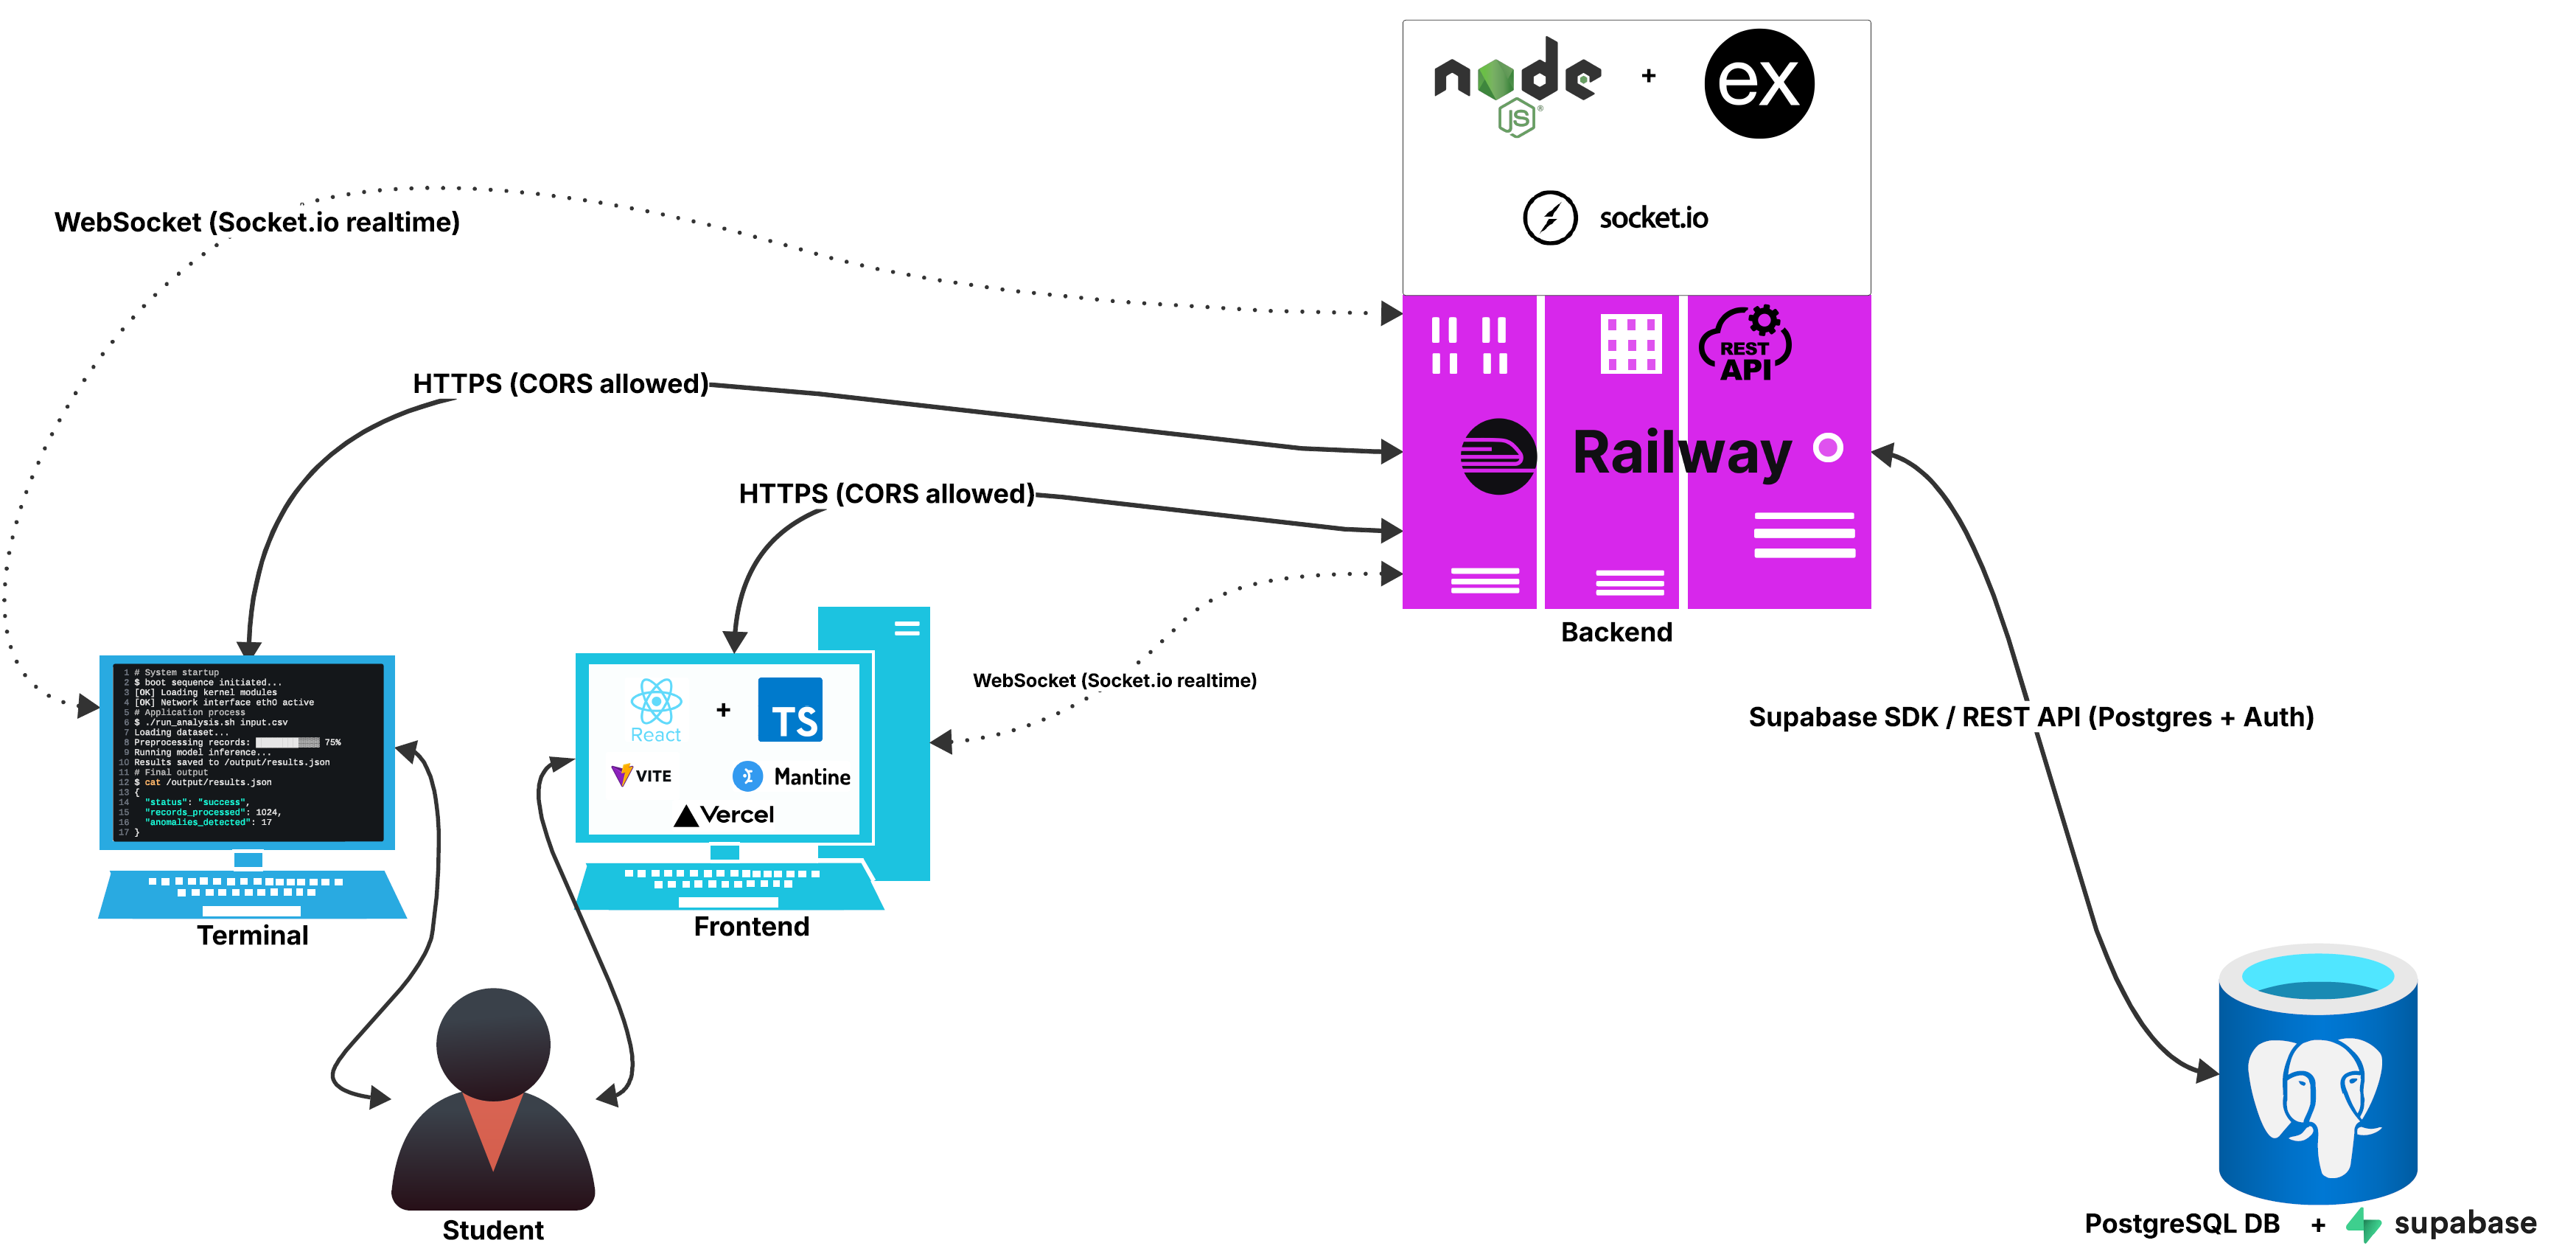 node
JS
+
ex
socket.io
WebSocket (Socket.io realtime)
REST
API
HTTPS (CORS allowed)
Railway
HTTPS (CORS allowed)
Backend
WebSocket (Socket.io realtime)
Supabase SDK / REST API (Postgres + Auth)
1 # System startup
2 $ boot sequence initiated...
3 [OK] Loading kernel modules
4 [OK] Network interface eth0 active
5 # Application process
6 $ ./run_analysis.sh input.csv
7 Loading dataset...
8 Preprocessing records: 75%
9 Running model inference...
10 Results saved to /output/results.json
11 # Final output
12 $ cat /output/results.json
13 {
14 "status": "success",
15 "records_processed": 1024,
16 "anomalies_detected": 17
17 }
React
+
TS
VITE
Mantine
Vercel
Terminal
Frontend
Student
PostgreSQL DB + supabase